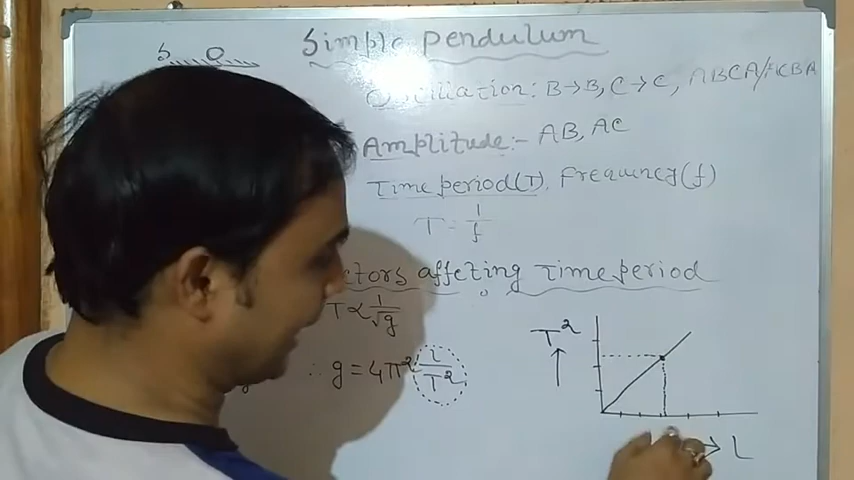 Simple pendulum
S O
Oscillation: B→B, C→C, ABCA/ACBA
Amplitude:- AB, AC
Time period(T), Frequency(f)
T = 1/f
ctors affeting Time period
T ∝ 1/√g
∴ g = 4π² l/T²
T² ↑
→ L